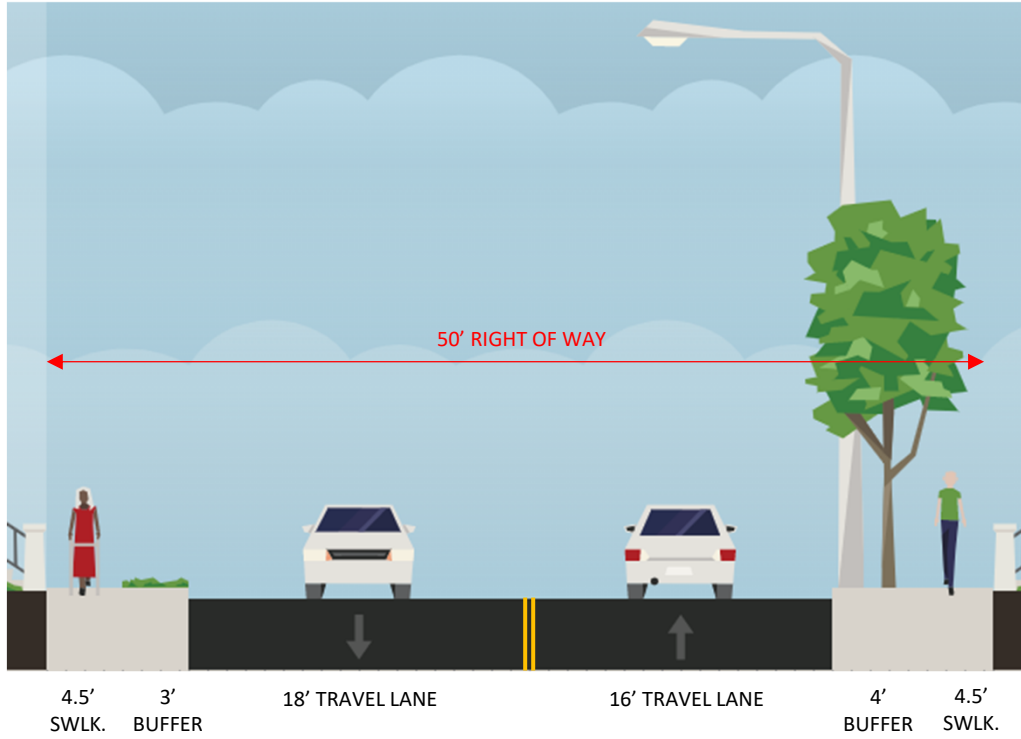 50’ RIGHT OF WAY
4.5’
SWLK.
3’
BUFFER
18’ TRAVEL LANE
16’ TRAVEL LANE
4’
BUFFER
4.5’
SWLK.